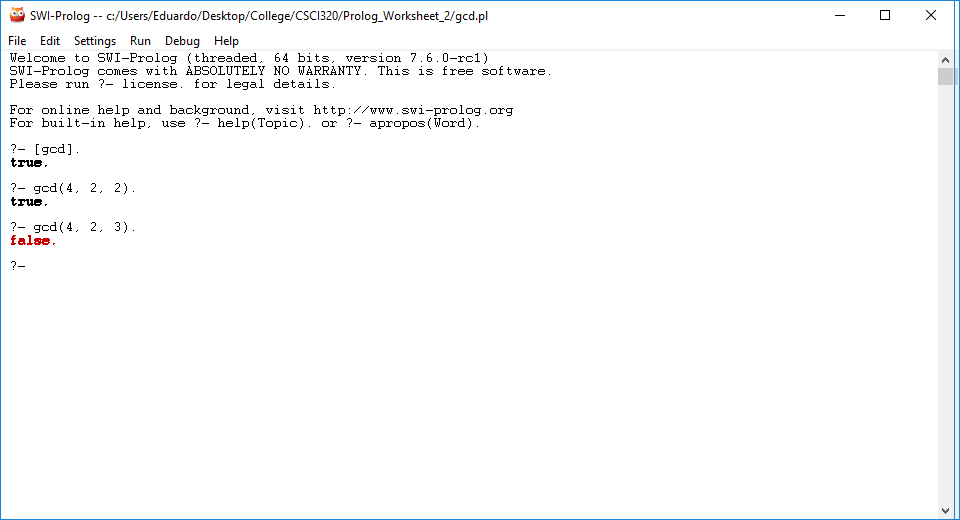 SWI-Prolog -- c:/Users/Eduardo/Desktop/College/CSCI320/Prolog_Worksheet_2/gcd.pl
File Edit Settings Run Debug Help
Welcome to SWI-Prolog (threaded, 64 bits, version 7.6.0-rc1)
SWI-Prolog comes with ABSOLUTELY NO WARRANTY. This is free software.
Please run ?- license. for legal details.
For online help and background, visit http://www.swi-prolog.org
For built-in help, use ?- help(Topic). or ?- apropos(Word).
?- [gcd].
true.
?- gcd(4, 2, 2).
true.
?- gcd(4, 2, 3).
false.
?-